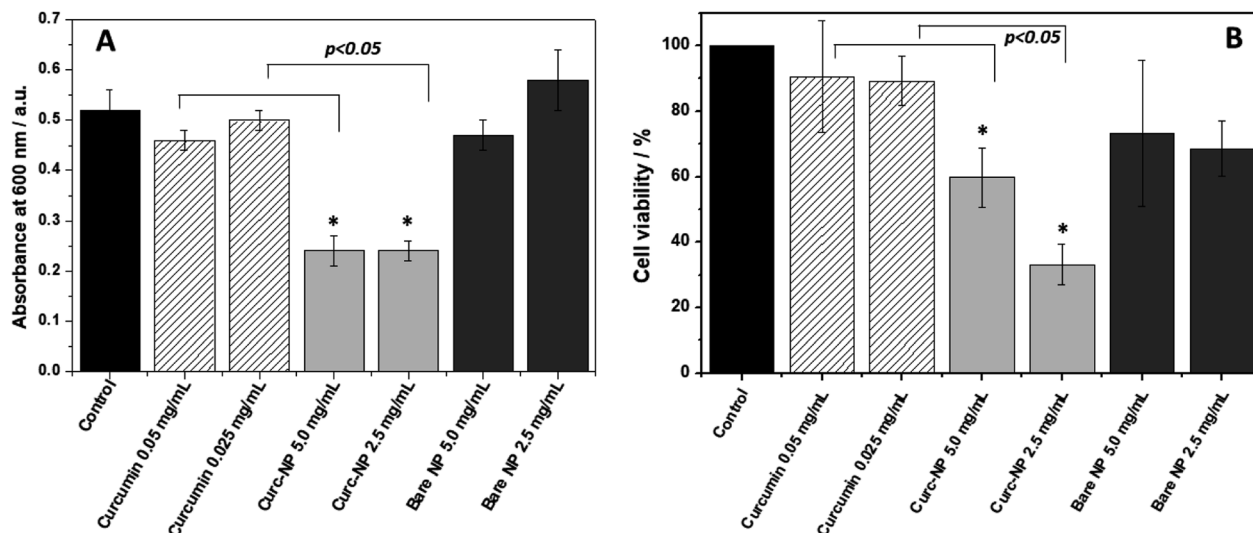 A
p<0.05
Absorbance at 600 nm / a.u.
0.7
0.6
0.5
0.4
0.3
0.2
0.1
0.0
*
*
Control
Curcumin 0.05 mg/mL
Curcumin 0.025 mg/mL
Curc-NP 5.0 mg/mL
Curc-NP 2.5 mg/mL
Bare NP 5.0 mg/mL
Bare NP 2.5 mg/mL
B
p<0.05
Cell viability / %
100
80
60
40
20
0
*
*
Control
Curcumin 0.05 mg/mL
Curcumin 0.025 mg/mL
Curc-NP 5.0 mg/mL
Curc-NP 2.5 mg/mL
Bare NP 5.0 mg/mL
Bare NP 2.5 mg/mL